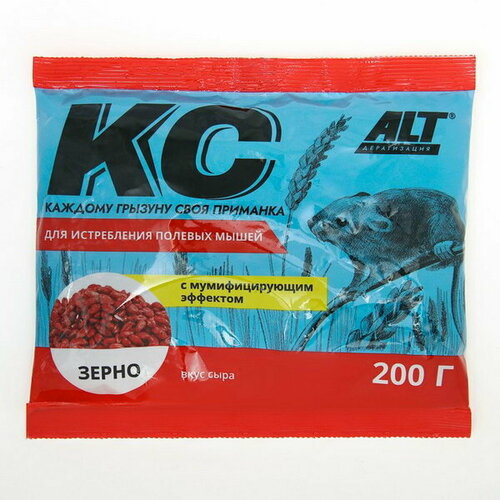 КС
ALT®
ДЕРАТИЗАЦИЯ
КАЖДОМУ ГРЫЗУНУ СВОЯ ПРИМАНКА
ДЛЯ ИСТРЕБЛЕНИЯ ПОЛЕВЫХ МЫШЕЙ
с мумифицирующим
эффектом
ЗЕРНО
вкус сыра
200 Г